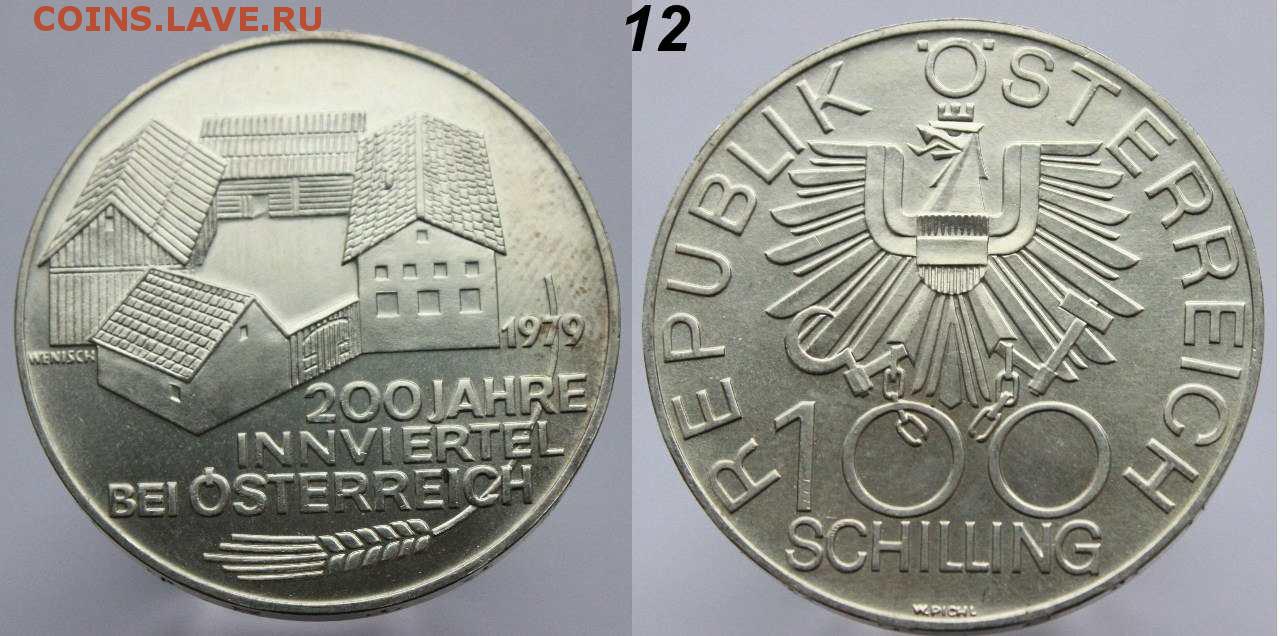 COINS.LAVE.RU
12
WENISCH
1979
200 JAHRE
INNVIERTEL
BEI ÖSTERREICH
REPUBLIK ÖSTERREICH
100
SCHILLING
W. PICHL